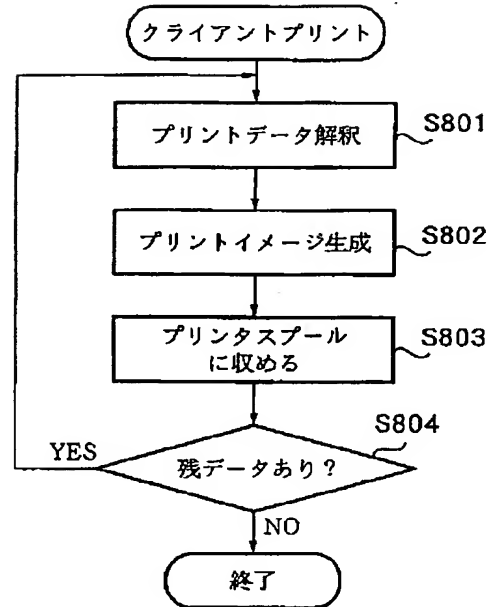 クライアントプリント
プリントデータ解釈
S801
プリントイメージ生成
S802
プリンタスプール
に収める
S803
S804
残データあり?
YES
NO
終了